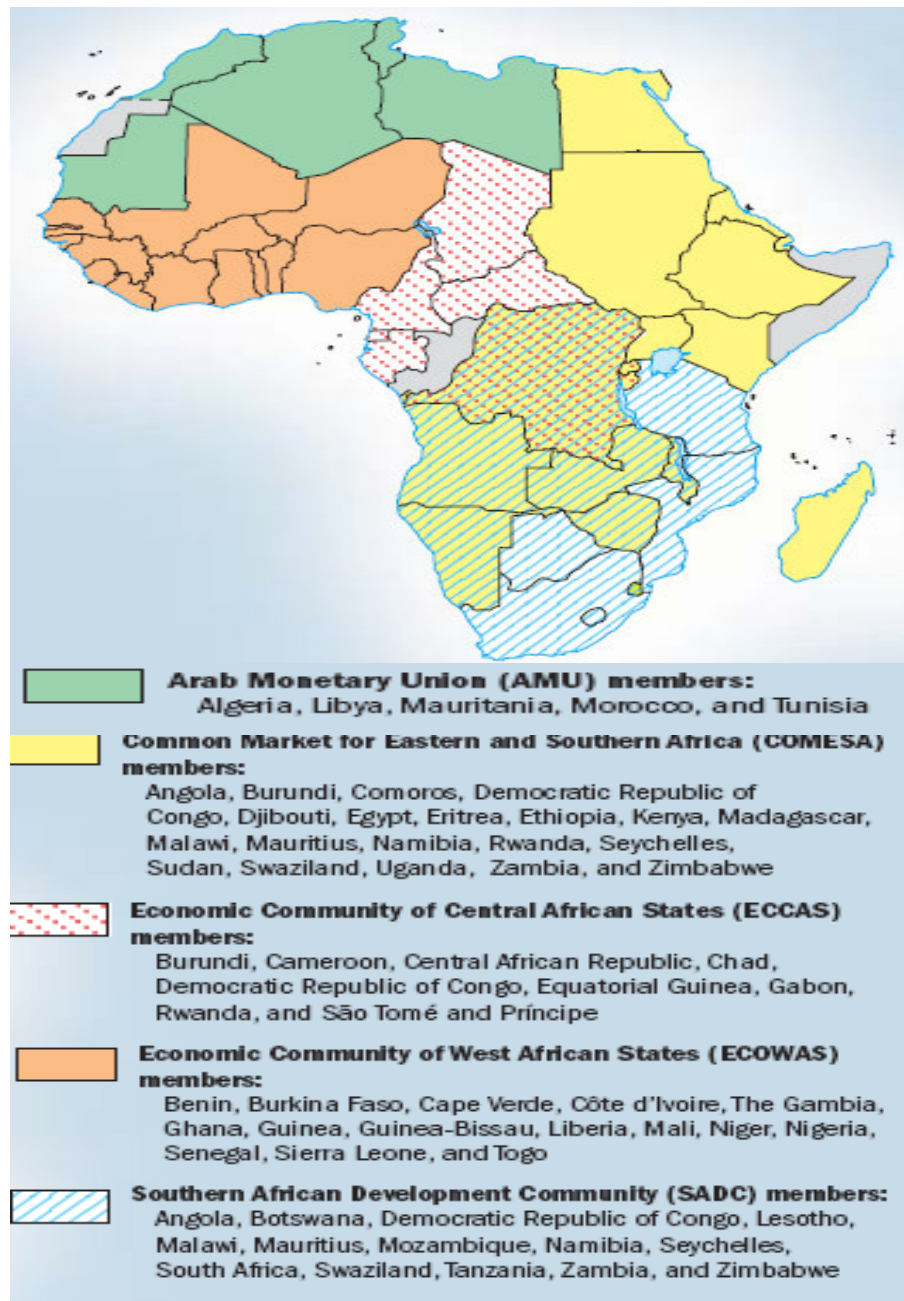 Arab Monetary Union (AMU) members:
Algeria, Libya, Mauritania, Morocco, and Tunisia
Common Market for Eastern and Southern Africa (COMESA)
members:
Angola, Burundi, Comoros, Democratic Republic of
Congo, Djibouti, Egypt, Eritrea, Ethiopia, Kenya, Madagascar,
Malawi, Mauritius, Namibia, Rwanda, Seychelles,
Sudan, Swaziland, Uganda, Zambia, and Zimbabwe
Economic Community of Central African States (ECCAS)
members:
Burundi, Cameroon, Central African Republic, Chad,
Democratic Republic of Congo, Equatorial Guinea, Gabon,
Rwanda, and São Tomé and Príncipe
Economic Community of West African States (ECOWAS)
members:
Benin, Burkina Faso, Cape Verde, Côte d'Ivoire, The Gambia,
Ghana, Guinea, Guinea-Bissau, Liberia, Mali, Niger, Nigeria,
Senegal, Sierra Leone, and Togo
Southern African Development Community (SADC) members:
Angola, Botswana, Democratic Republic of Congo, Lesotho,
Malawi, Mauritius, Mozambique, Namibia, Seychelles,
South Africa, Swaziland, Tanzania, Zambia, and Zimbabwe